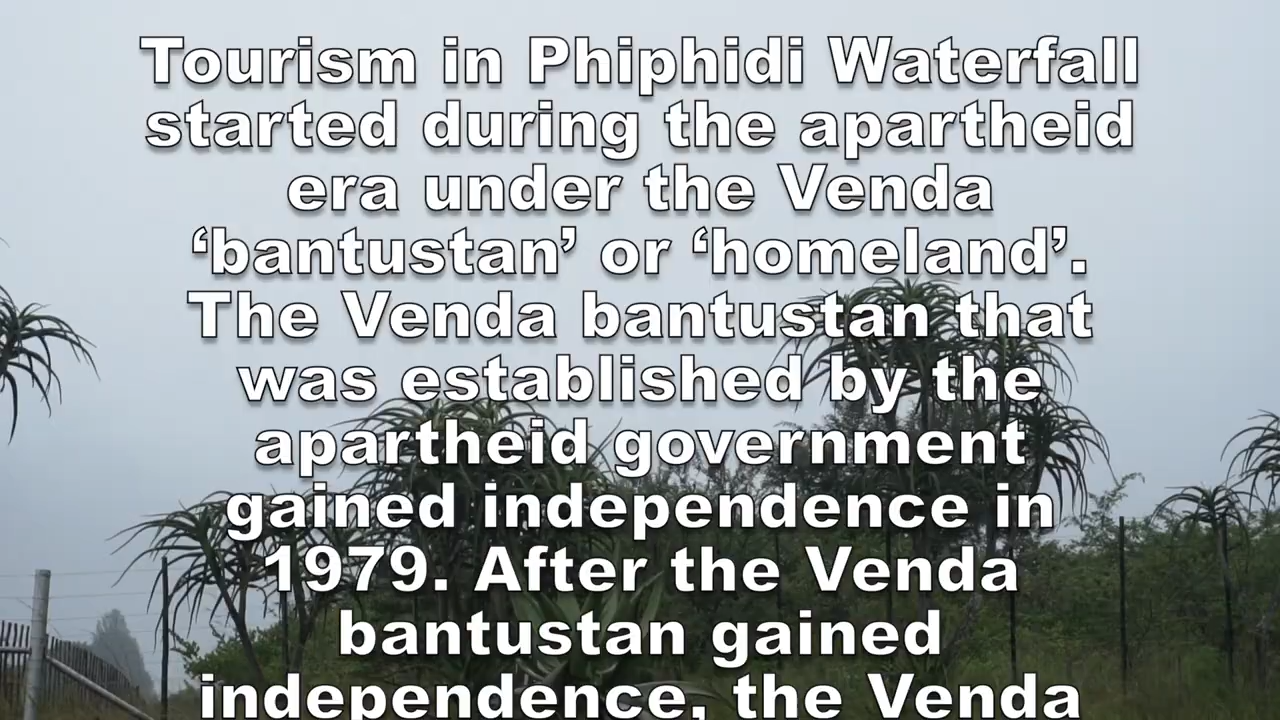 Tourism in Phiphidi Waterfall
started during the apartheid
era under the Venda
‘bantustan’ or ‘homeland’.
The Venda bantustan that
was established by the
apartheid government
gained independence in
1979. After the Venda
bantustan gained
independence, the Venda